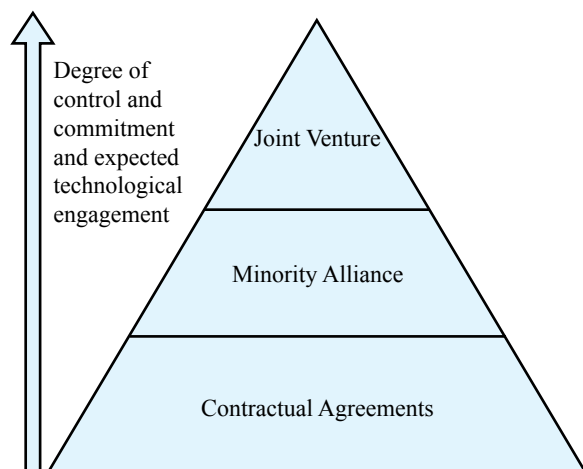 Degree of
control and
commitment
and expected
technological
engagement
Joint Venture
Minority Alliance
Contractual Agreements